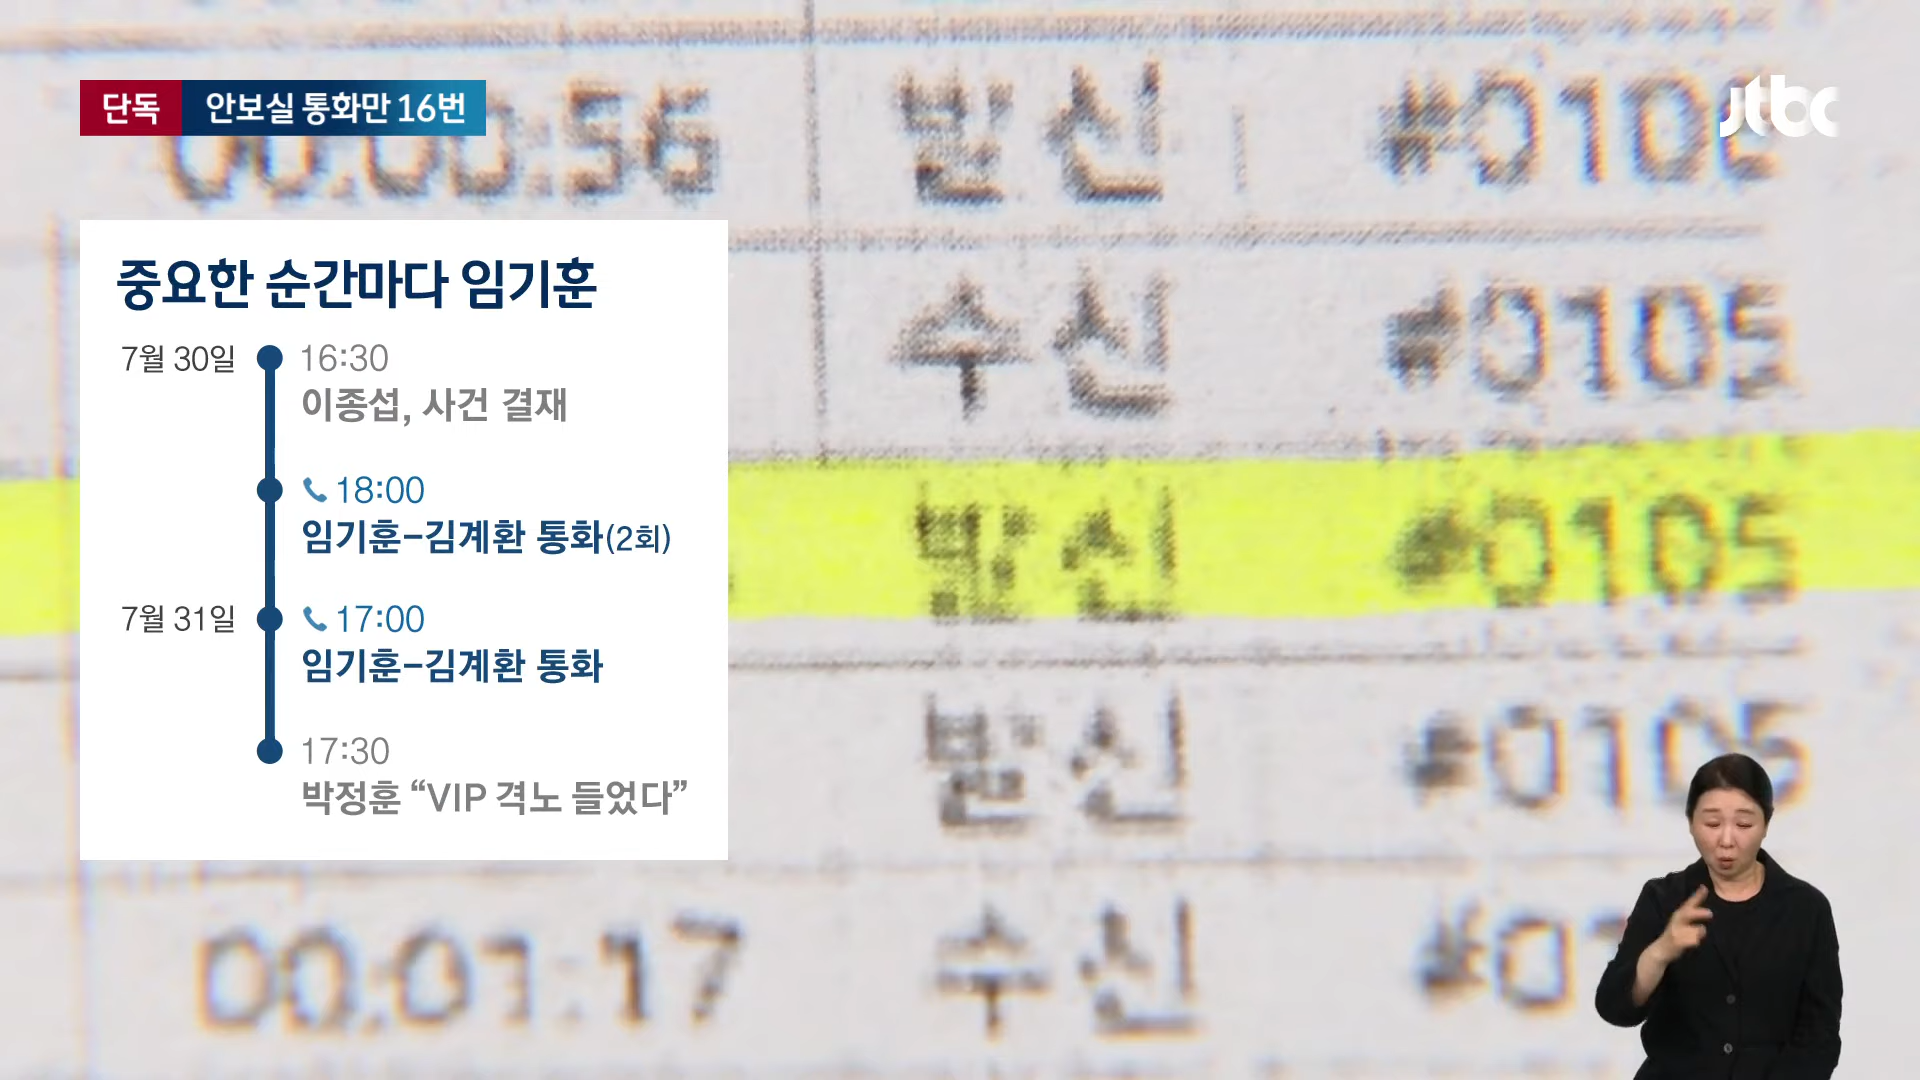 단독 안보실 통화만 16번
jtbc
00:00:56 발신 #010
수신 #0105
발신 #0105
발신 #0105
00:01:17 수신 #01
중요한 순간마다 임기훈
7월 30일 16:30
이종섭, 사건 결재
18:00
임기훈-김계환 통화(2회)
7월 31일 17:00
임기훈-김계환 통화
17:30
박정훈 “VIP 격노 들었다”